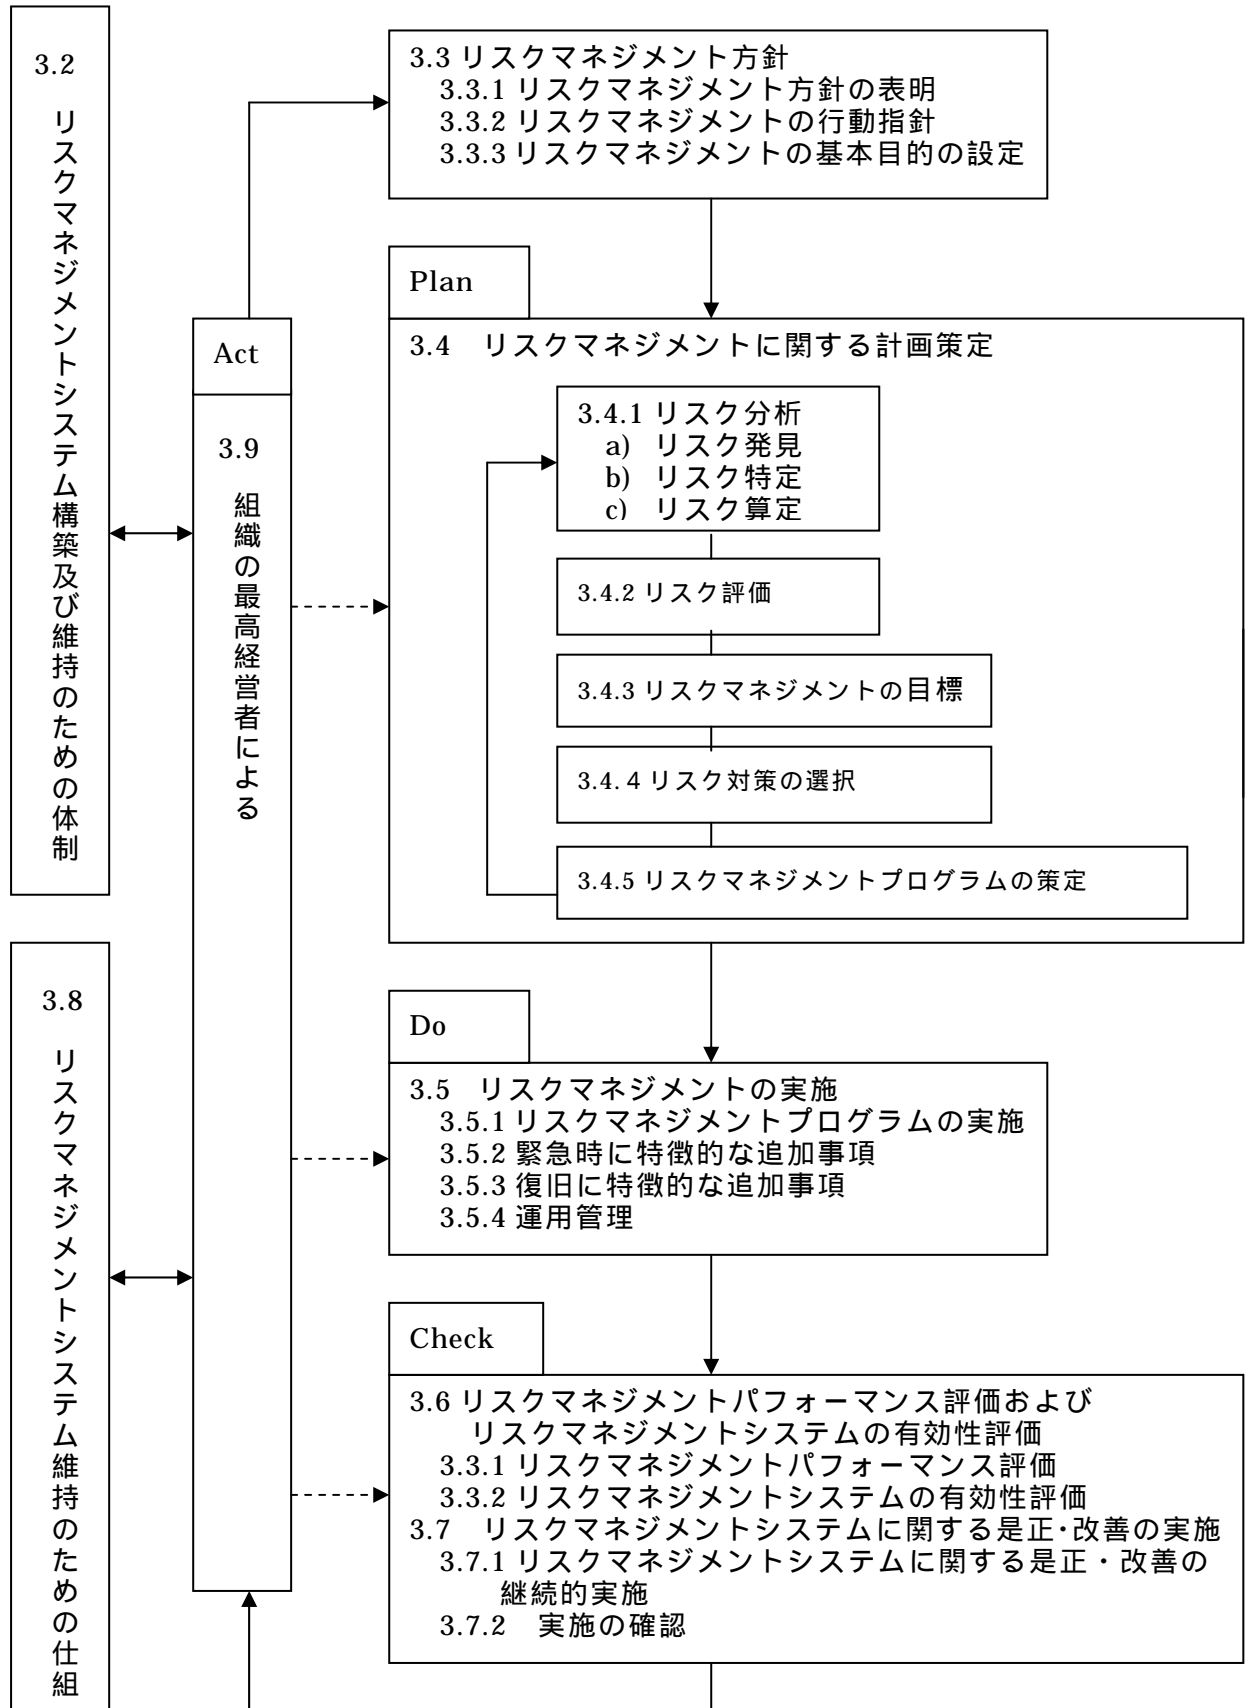 3.2
リスクマネジメントシステム構築及び維持のための体制
3.3 リスクマネジメント方針
3.3.1 リスクマネジメント方針の表明
3.3.2 リスクマネジメントの行動指針
3.3.3 リスクマネジメントの基本目的の設定
Act
3.9
組織の最高経営者による
Plan
3.4 リスクマネジメントに関する計画策定
3.4.1 リスク分析
a) リスク発見
b) リスク特定
c) リスク算定
3.4.2 リスク評価
3.4.3 リスクマネジメントの目標
3.4.４リスク対策の選択
3.4.5 リスクマネジメントプログラムの策定
3.8
リスクマネジメントシステム維持のための仕組
Do
3.5 リスクマネジメントの実施
3.5.1 リスクマネジメントプログラムの実施
3.5.2 緊急時に特徴的な追加事項
3.5.3 復旧に特徴的な追加事項
3.5.4 運用管理
Check
3.6 リスクマネジメントパフォーマンス評価および
リスクマネジメントシステムの有効性評価
3.3.1 リスクマネジメントパフォーマンス評価
3.3.2 リスクマネジメントシステムの有効性評価
3.7 リスクマネジメントシステムに関する是正・改善の実施
3.7.1 リスクマネジメントシステムに関する是正・改善の
継続的実施
3.7.2 実施の確認